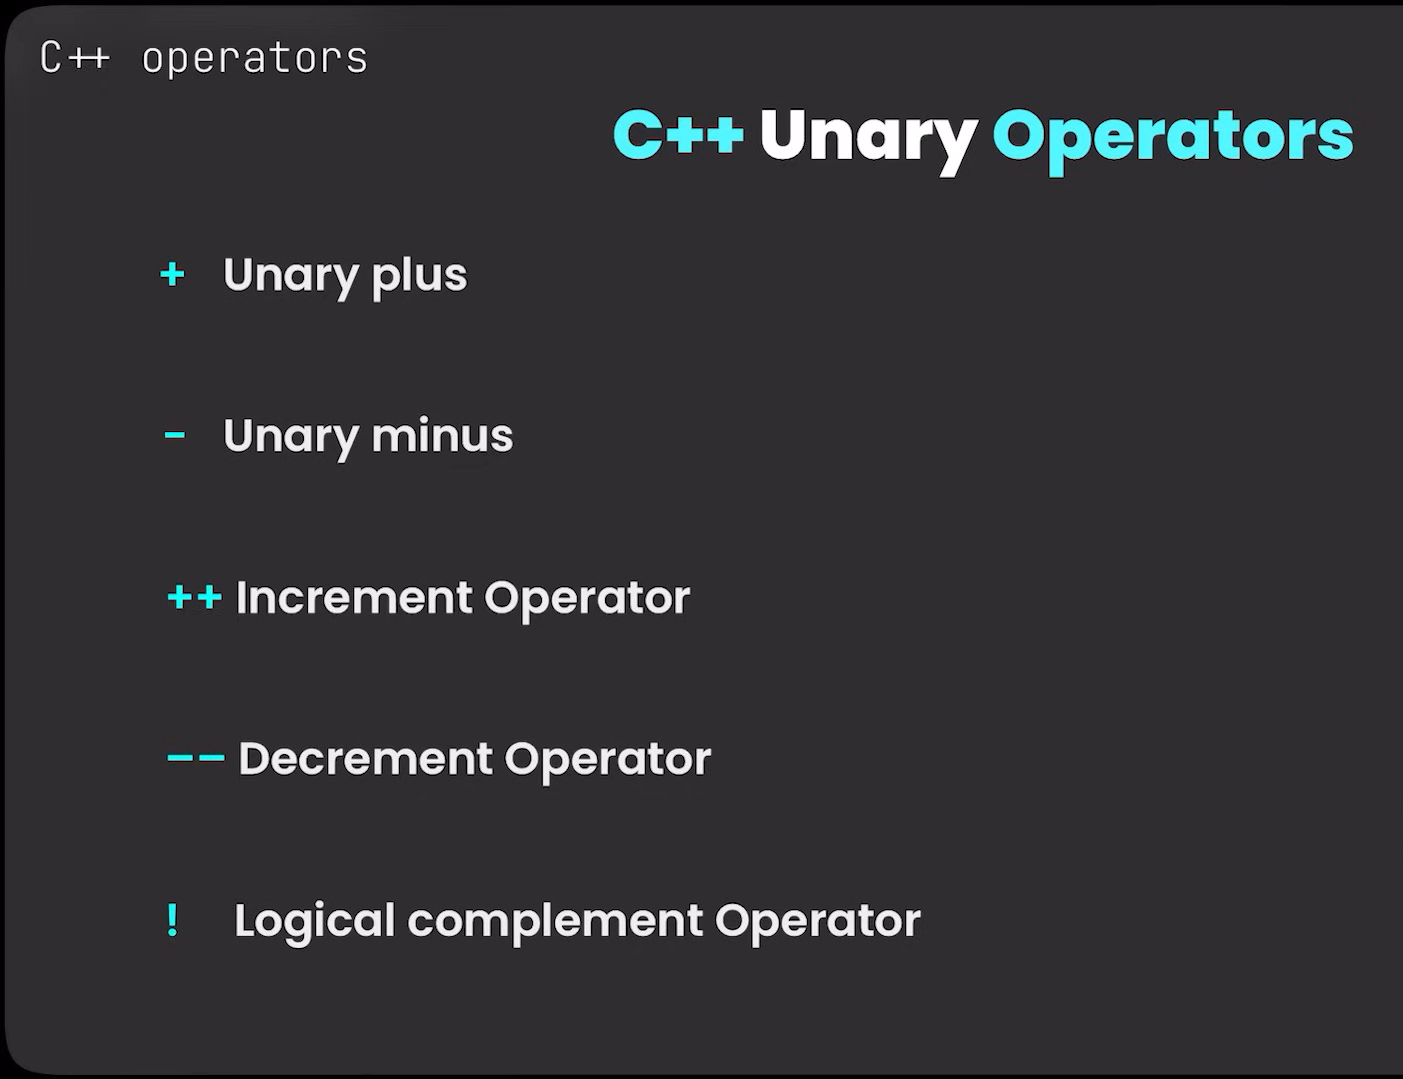 C++ operators
C++ Unary Operators
+ Unary plus
- Unary minus
++ Increment Operator
-- Decrement Operator
! Logical complement Operator